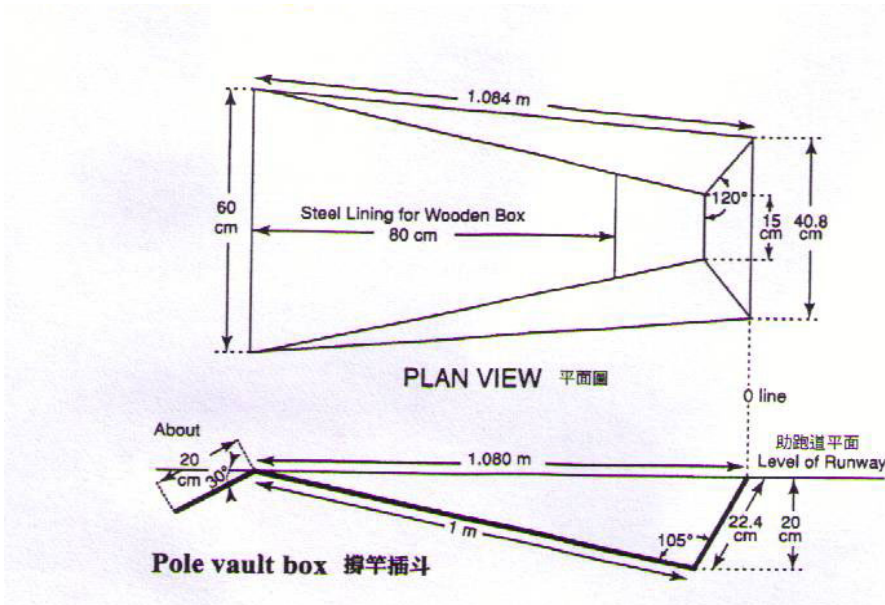 1.084 m
60
cm
Steel Lining for Wooden Box
80 cm
120°
15
cm
40.8
cm
PLAN VIEW 平面圖
0 line
About
20
cm
30°
1.080 m
助跑道平面
Level of Runway
1 m
105°
22.4
cm
20
cm
Pole vault box 撐竿插斗